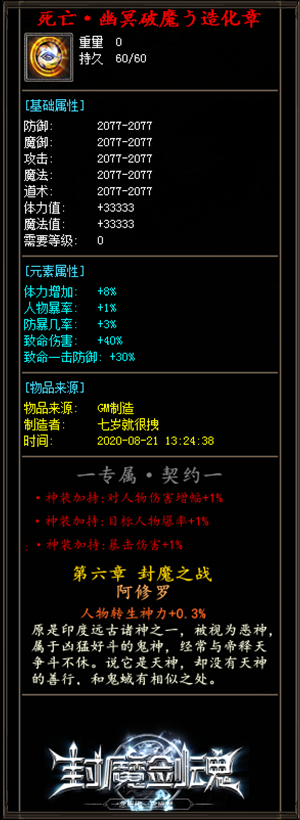 死亡·幽冥破魔う造化章
重量 0
持久 60/60
[基础属性]
防御: 2077-2077
魔御: 2077-2077
攻击: 2077-2077
魔法: 2077-2077
道术: 2077-2077
体力值: +33333
魔法值: +33333
需要等级: 0
[元素属性]
体力增加: +8%
人物暴率: +1%
防暴几率: +3%
致命伤害: +40%
致命一击防御: +30%
[物品来源]
物品来源: GM制造
制造者: 七岁就很拽
时间: 2020-08-21 13:24:38
一专属·契约一
·神装加持:对人物伤害增幅+1%
·神装加持:目标人物爆率+1%
·神装加持:暴击伤害+1%
第六章 封魔之战
阿修罗
人物转生神力+0.3%
原是印度远古诸神之一，被视为恶神，
属于凶猛好斗的鬼神，经常与帝释天
争斗不休。说它是天神，却没有天神
的善行，和鬼蜮有相似之处。
封魔剑魂